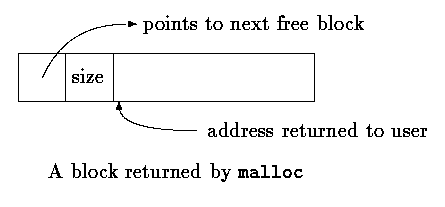 points to next free block
size
address returned to user
A block returned by malloc